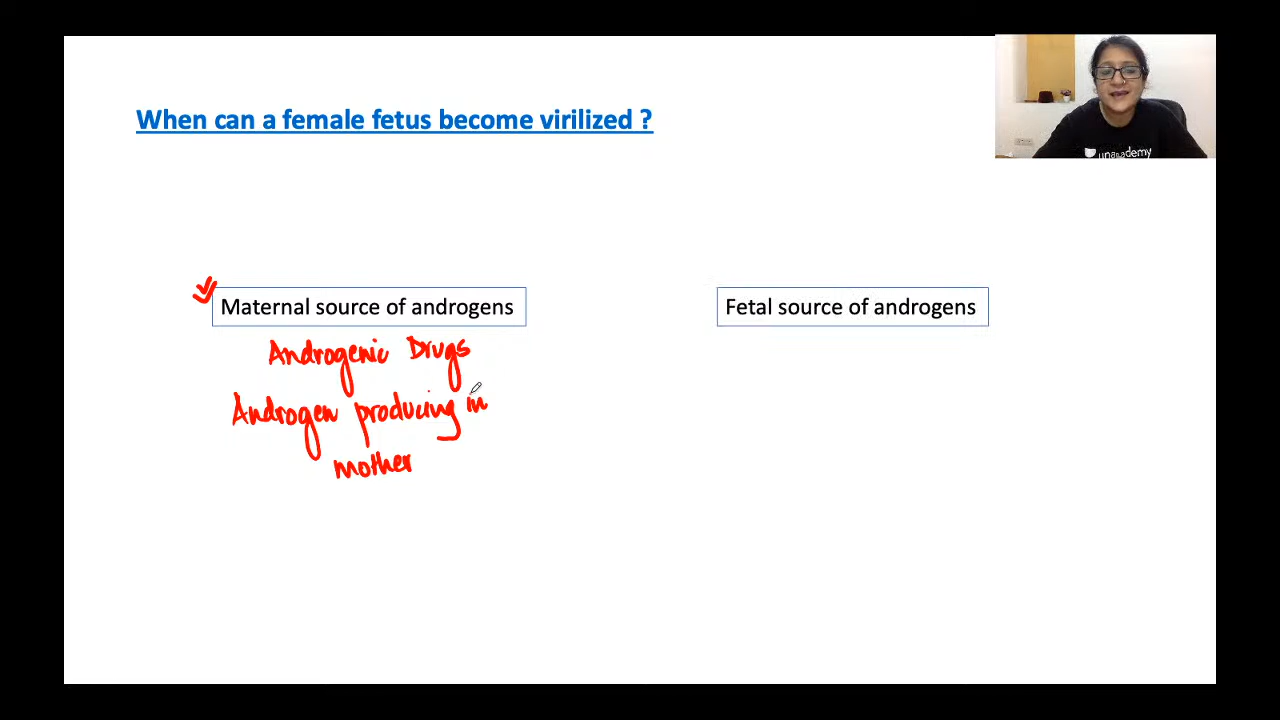 When can a female fetus become virilized ?
unacademy
Maternal source of androgens
Fetal source of androgens
Androgenic Drugs
Androgen producing in
mother